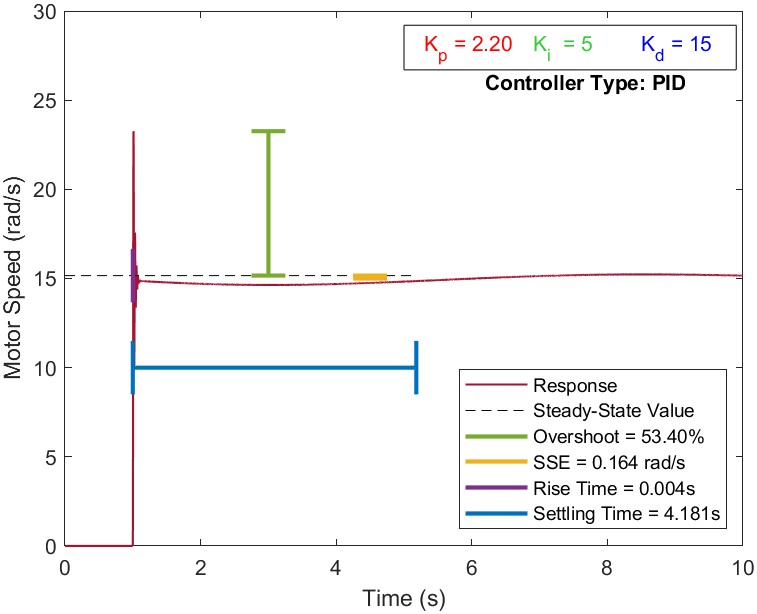 30
25
20
15
10
5
0
0 2 4 6 8 10
Motor Speed (rad/s)
Time (s)
Kp = 2.20 Ki = 5 Kd = 15
Controller Type: PID
Response
Steady-State Value
Overshoot = 53.40%
SSE = 0.164 rad/s
Rise Time = 0.004s
Settling Time = 4.181s